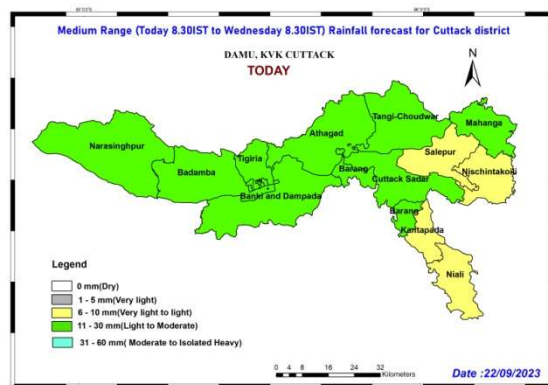 Medium Range (Today 8.30IST to Wednesday 8.30IST) Rainfall forecast for Cuttack district
DAMU, KVK CUTTACK
TODAY
N
Narasinghpur
Badamba
Tigiria
Athagad
Tangi-Choudwar
Mahanga
Salepur
Barang
Cuttack Sadar
Banki and Dampada
Barang
Kantapada
Niali
Legend
0 mm(Dry)
1 - 5 mm(Very light)
6 - 10 mm(Very light to light)
11 - 30 mm(Light to Moderate)
31 - 60 mm( Moderate to Isolated Heavy)
0 4 8 16 24 32
Kilometers
Date :22/09/2023